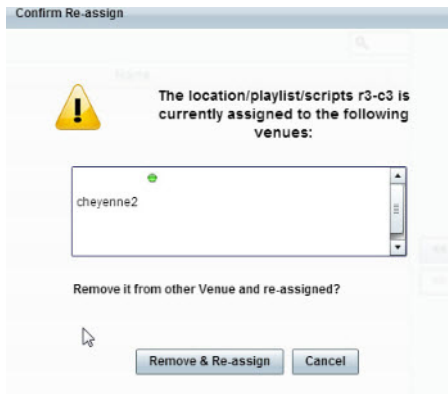 Confirm Re-assign
Name
The location/playlist/scripts r3-c3 is
currently assigned to the following
venues:
cheyenne2
Remove it from other Venue and re-assigned?
Remove & Re-assign
Cancel